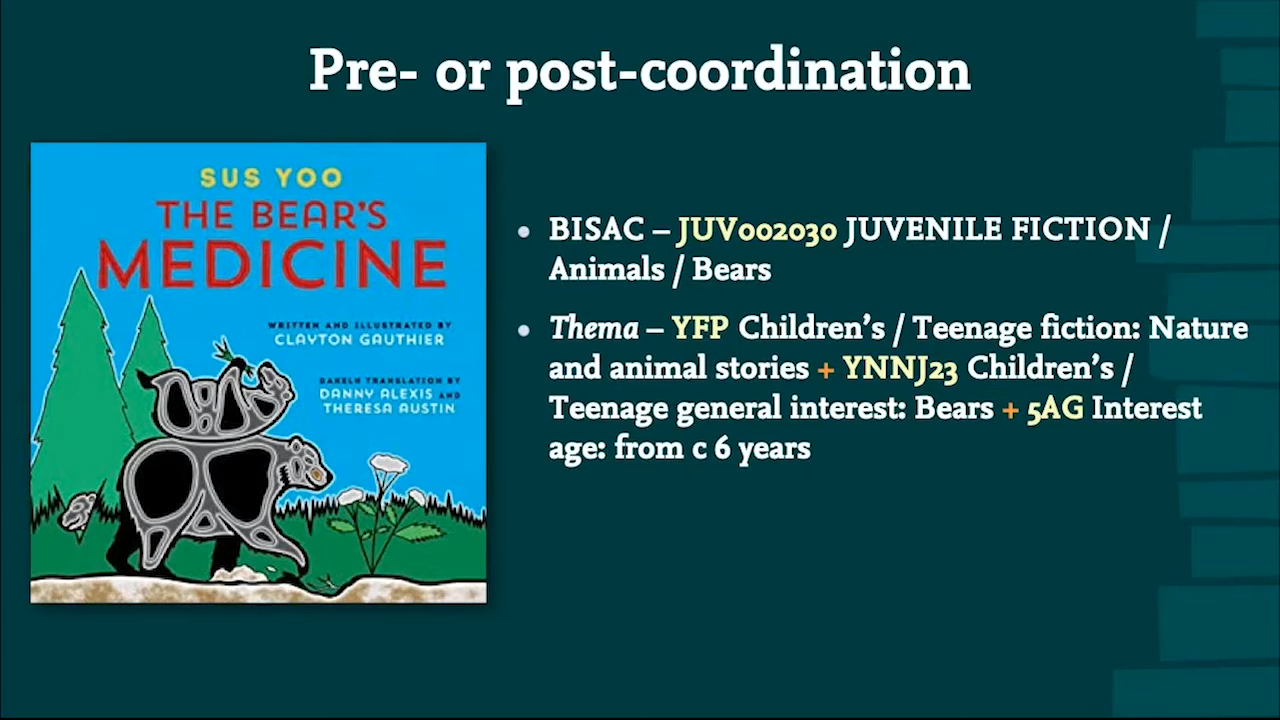 Pre- or post-coordination
SUS YOO
THE BEAR'S
MEDICINE
WRITTEN AND ILLUSTRATED BY
CLAYTON GAUTHIER
DAKELH TRANSLATION BY
DANNY ALEXIS AND
THERESA AUSTIN
• BISAC – JUV002030 JUVENILE FICTION /
Animals / Bears
• Thema – YFP Children’s / Teenage fiction: Nature
and animal stories + YNNJ23 Children’s /
Teenage general interest: Bears + 5AG Interest
age: from c 6 years